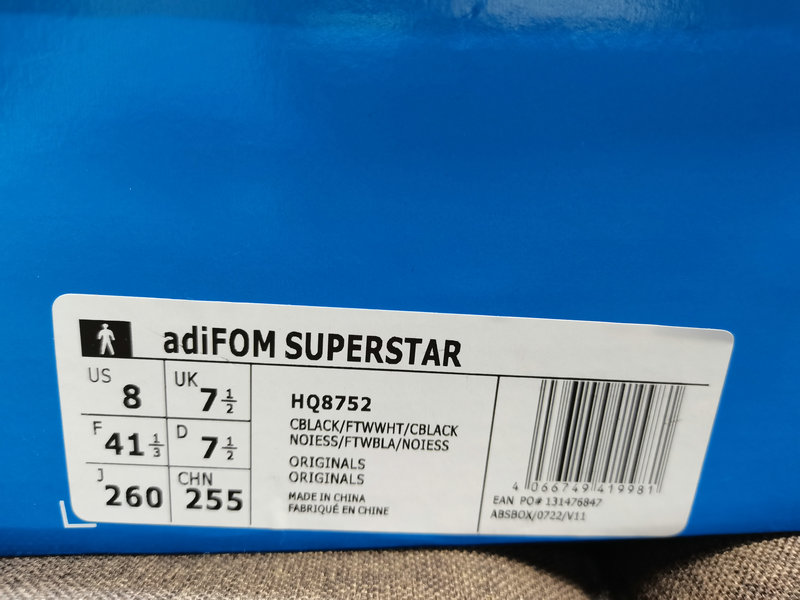 adiFOM SUPERSTAR
US 8 UK 7 1/2
F 41 1/3 D 7 1/2
J 260 CHN 255
HQ8752
CBLACK/FTWWHT/CBLACK
NOIESS/FTWBLA/NOIESS
ORIGINALS
ORIGINALS
MADE IN CHINA
FABRIQUÉ EN CHINE
4 066749 419981
EAN PO# 131476847
ABSBOX/0722/V11